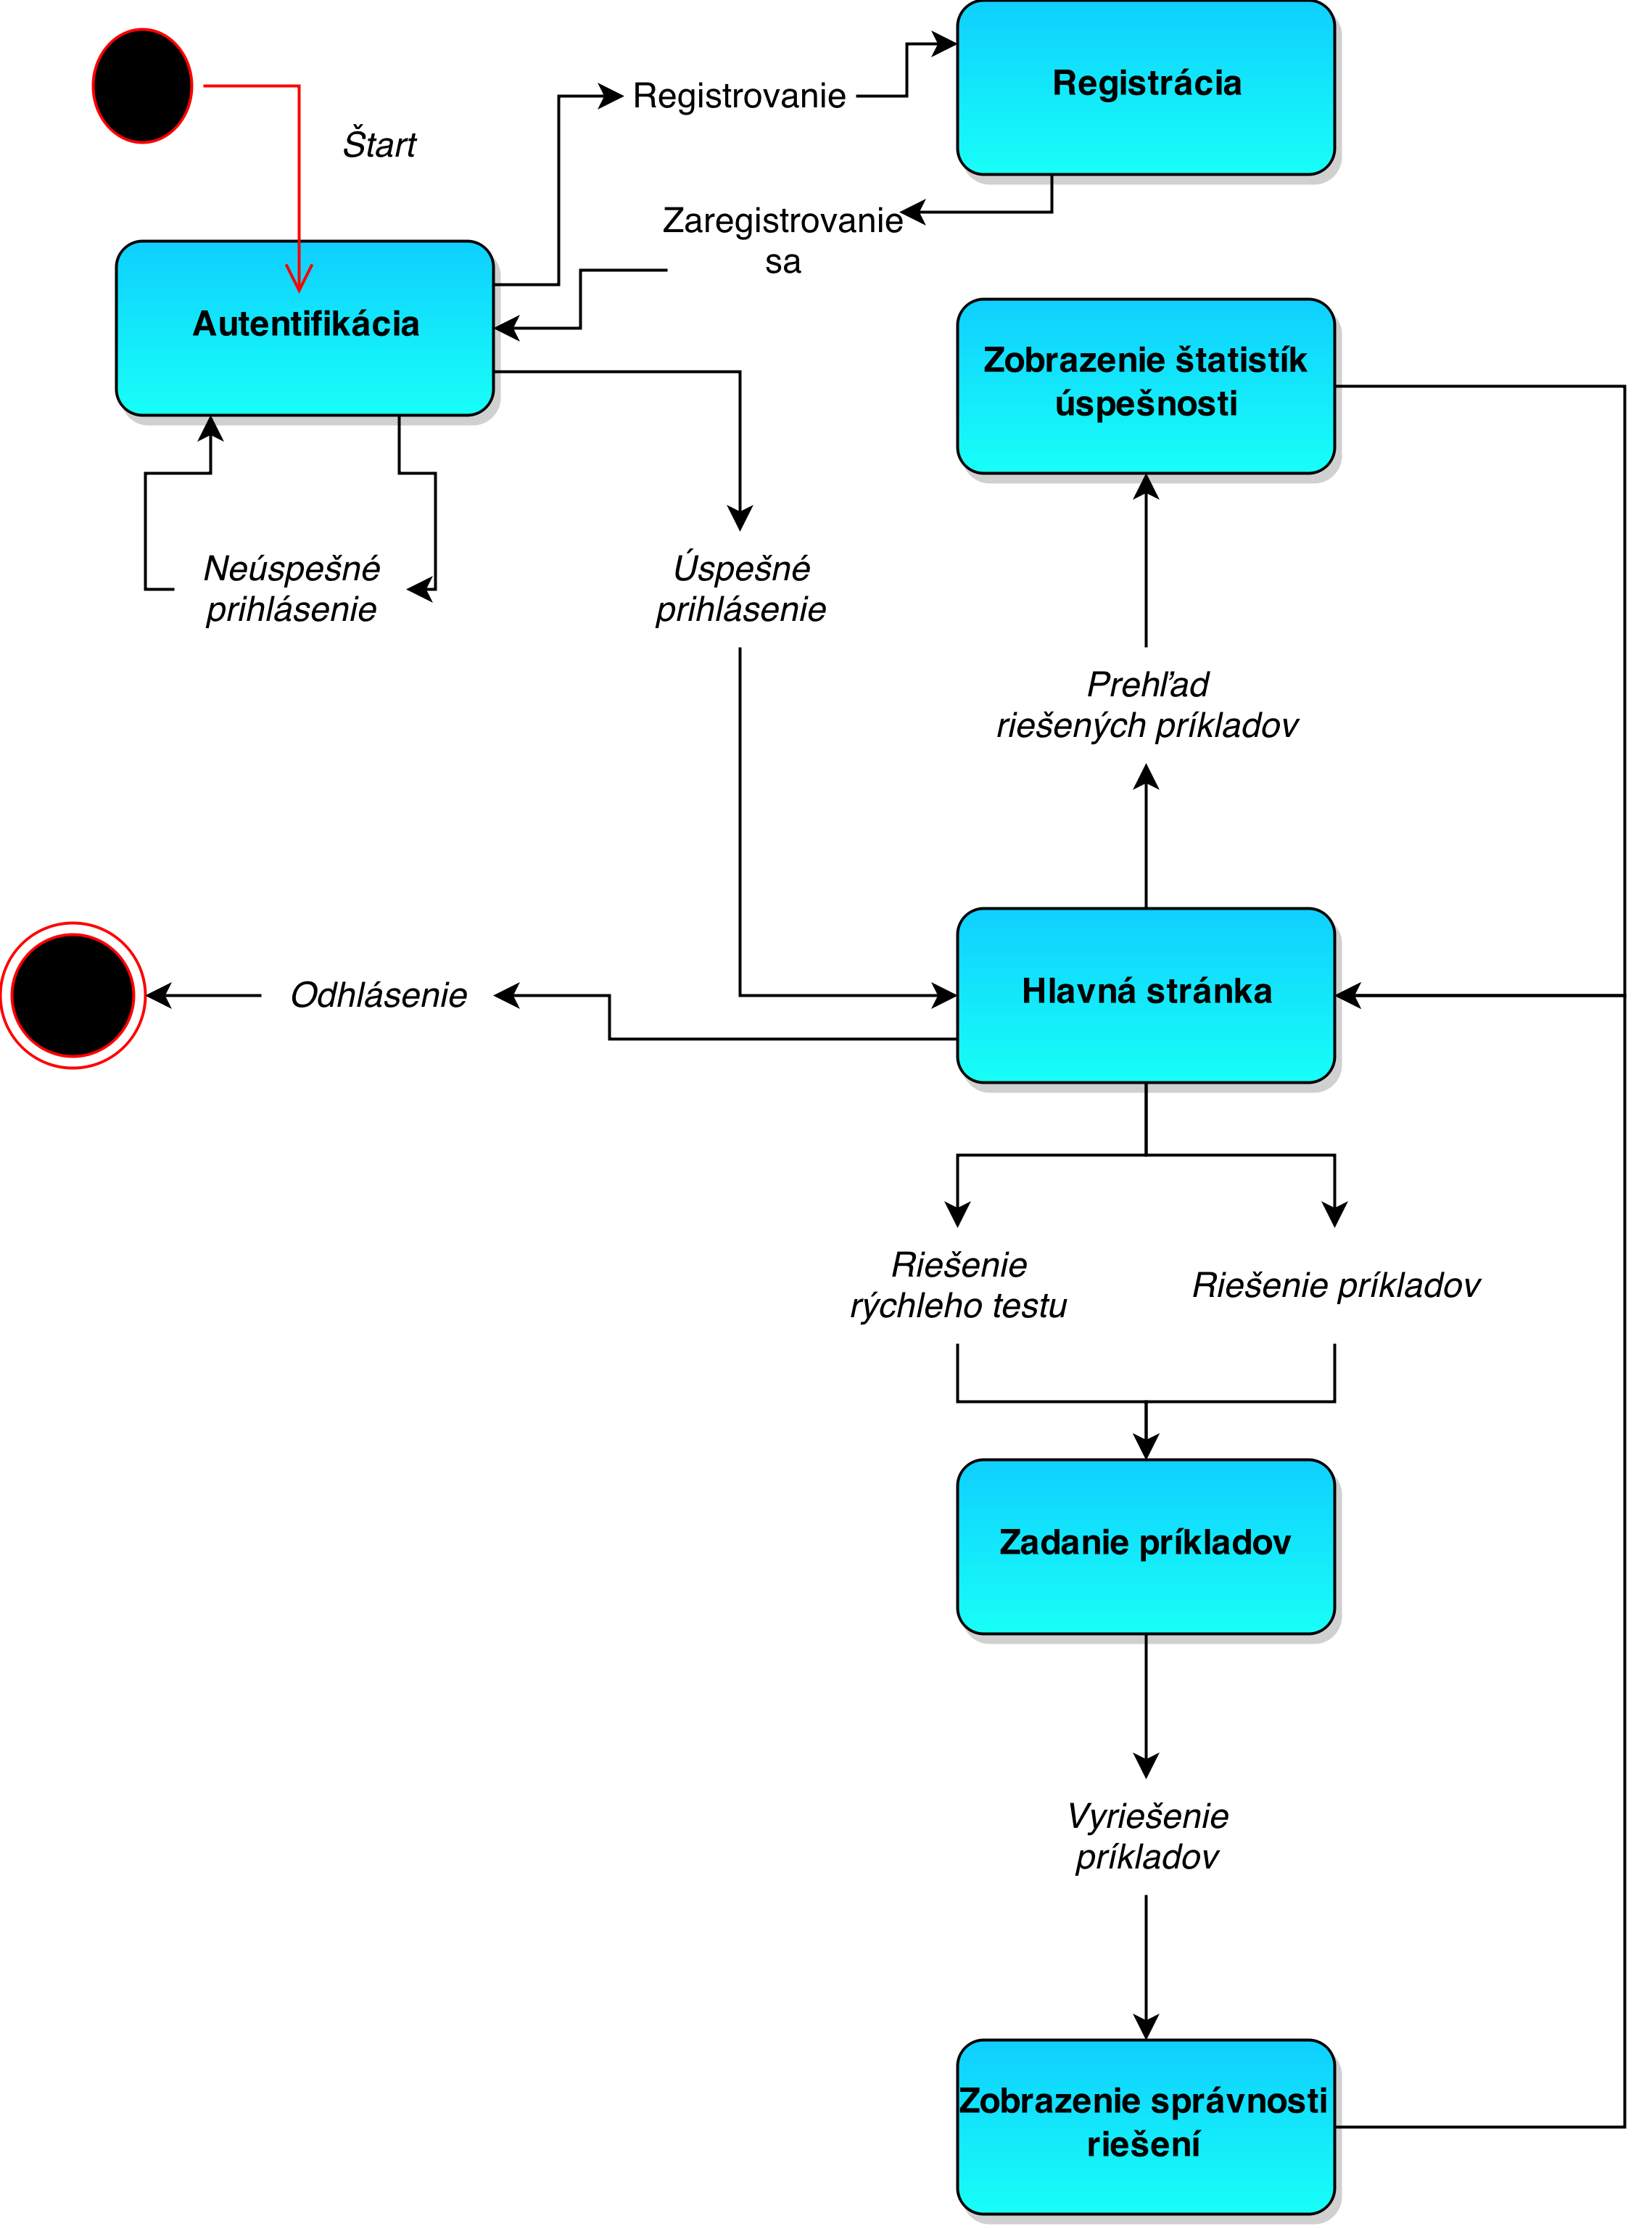 Registrácia
Registrovanie
Štart
Zaregistrovanie
sa
Autentifikácia
Zobrazenie štatistík
úspešnosti
Neúspešné
prihlásenie
Úspešné
prihlásenie
Prehľad
riešených príkladov
Hlavná stránka
Odhlásenie
Riešenie
rýchleho testu
Riešenie príkladov
Zadanie príkladov
Vyriešenie
príkladov
Zobrazenie správnosti
riešení